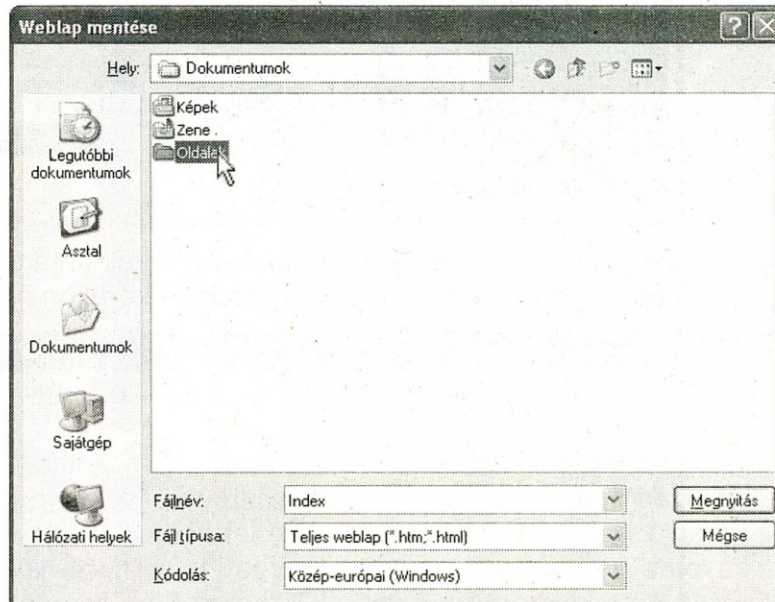 Weblap mentése
Hely: Dokumentumok
Képek
Zene
Oldalak
Legutóbbi
dokumentumok
Asztal
Dokumentumok
Sajátgép
Hálózati helyek
Fájlnév: Index Megnyitás
Fájl típusa: Teljes weblap (*.htm;*.html) Mégse
Kódolás: Közép-európai (Windows)